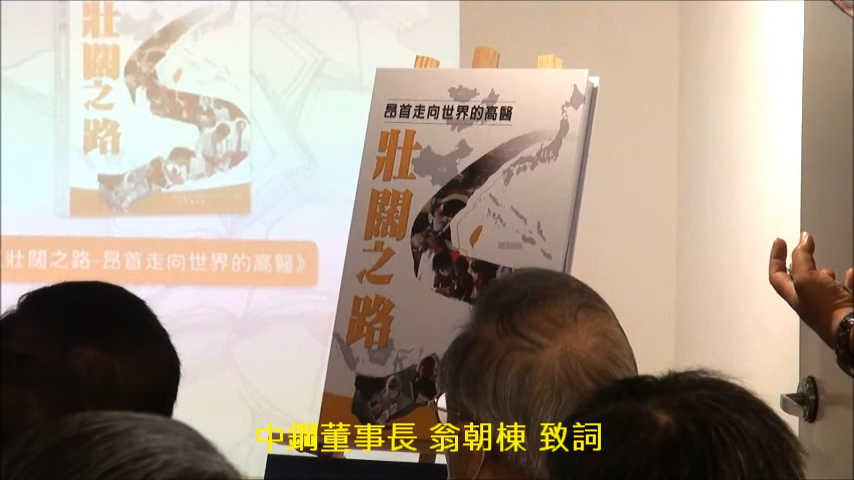 壯闊之路
壯闊之路-昂首走向世界的高醫》
昂首走向世界的高醫
壯闊之路
中鋼董事長 翁朝棟 致詞